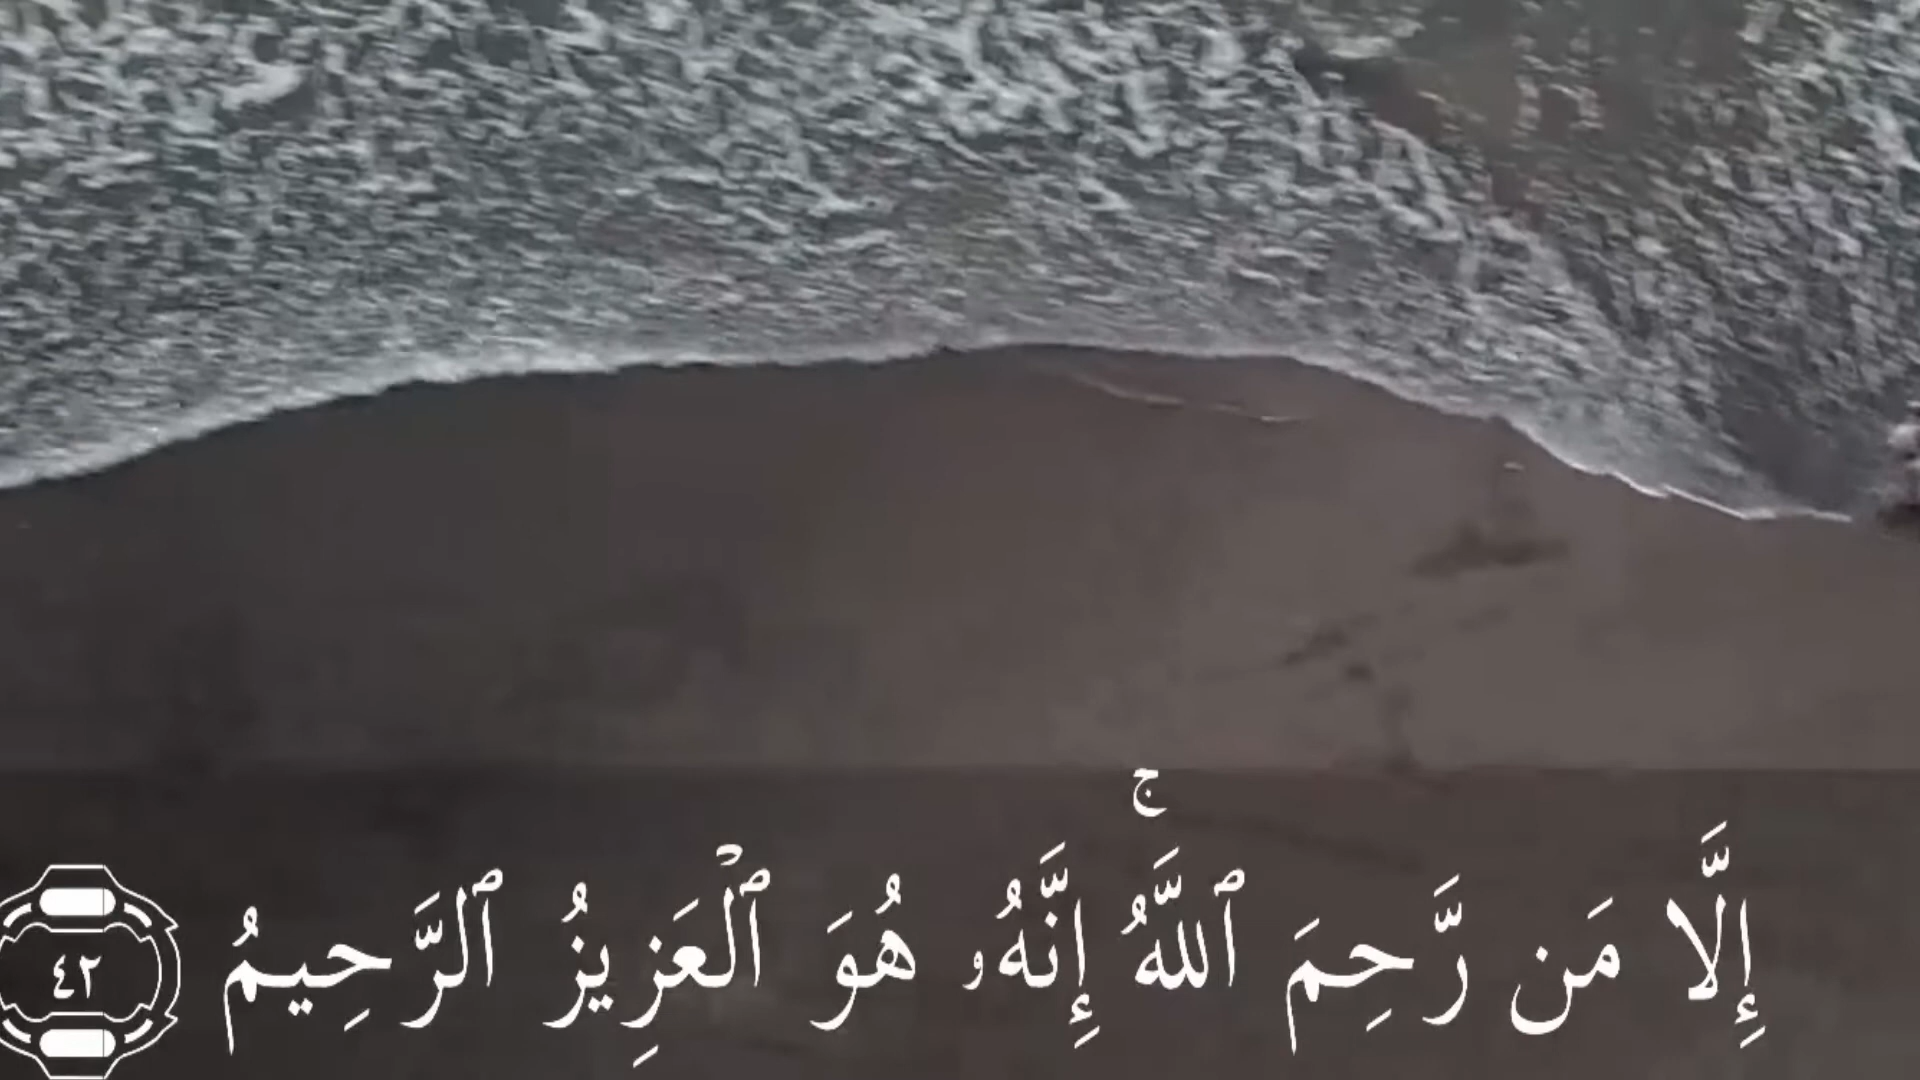 إِلَّا مَن رَّحِمَ ٱللَّهُۚ إِنَّهُۥ هُوَ ٱلْعَزِيزُ ٱلرَّحِيمُ ٤٢